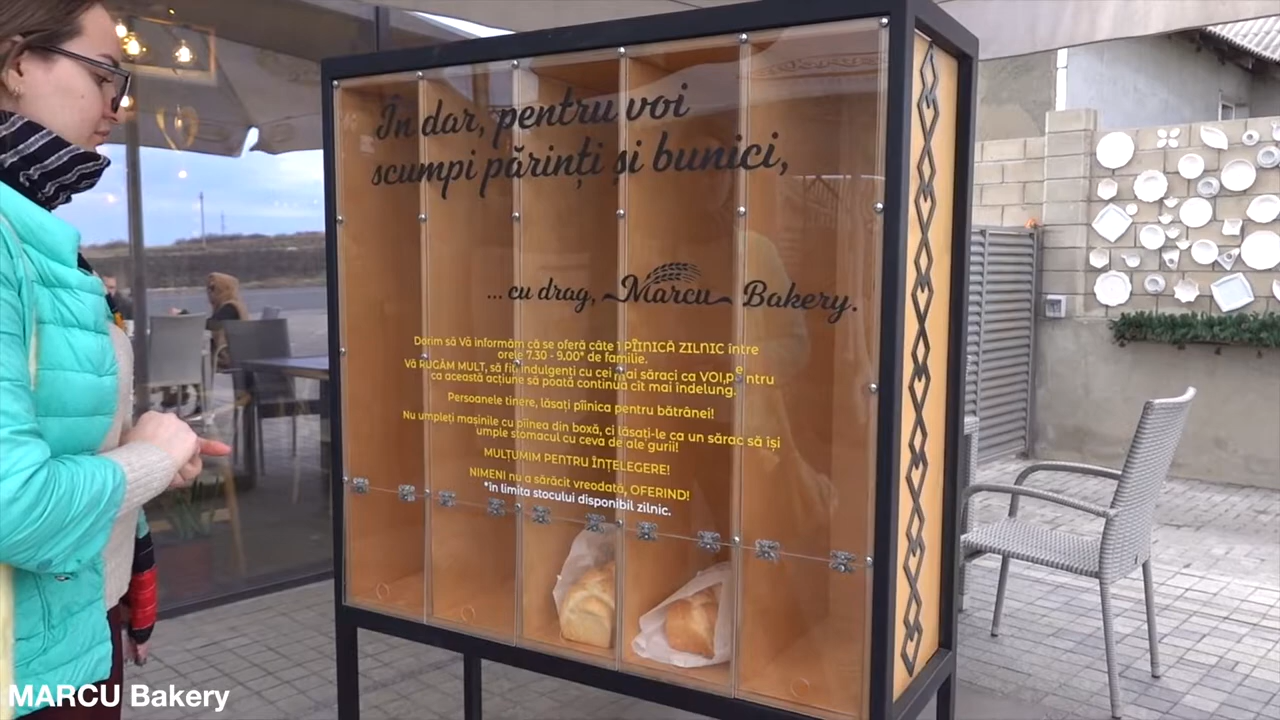 În dar, pentru voi
scumpi părinți și bunici,
... cu drag, Marcu Bakery.
Dorim să Vă informăm că se oferă câte 1 PÎINICĂ ZILNIC între
orele 7.30 - 9.00* de familie.
Vă RUGĂM MULT, să fiți indulgenți cu cei mai săraci ca VOI,pentru
ca această acțiune să poată continua cît mai îndelung.
Persoanele tinere, lăsați pîinica pentru bătrânei!
Nu umpleți mașinile cu pîinea din boxă, ci lăsați-le ca un sărac să își
umple stomacul cu ceva de ale gurii!
MULȚUMIM PENTRU ÎNȚELEGERE!
NIMENI nu a sărăcit vreodată, OFERIND!
*în limita stocului disponibil zilnic.
MARCU Bakery